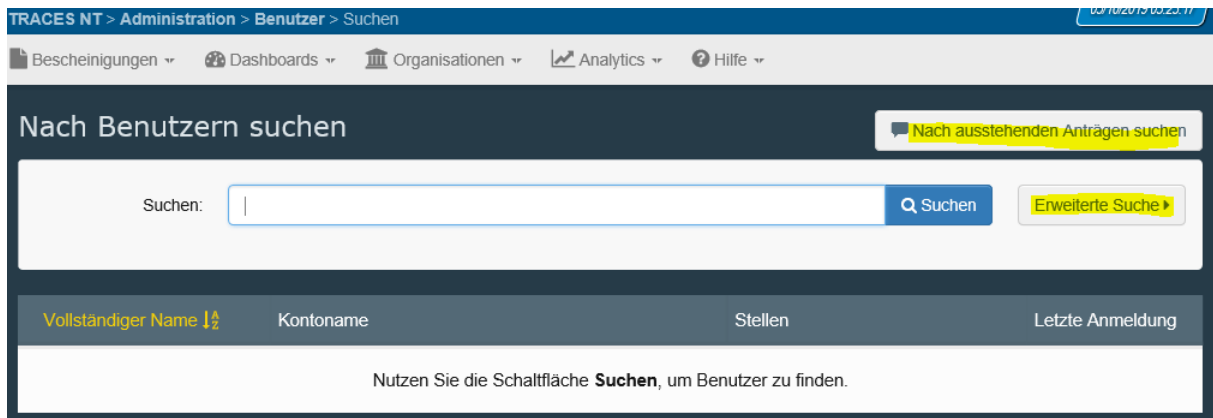 TRACES NT > Administration > Benutzer > Suchen
Bescheinigungen Dashboards Organisationen Analytics Hilfe
Nach Benutzern suchen
Nach ausstehenden Anträgen suchen
Suchen: Suchen Erweiterte Suche
Vollständiger Name Kontoname Stellen Letzte Anmeldung
Nutzen Sie die Schaltfläche Suchen, um Benutzer zu finden.